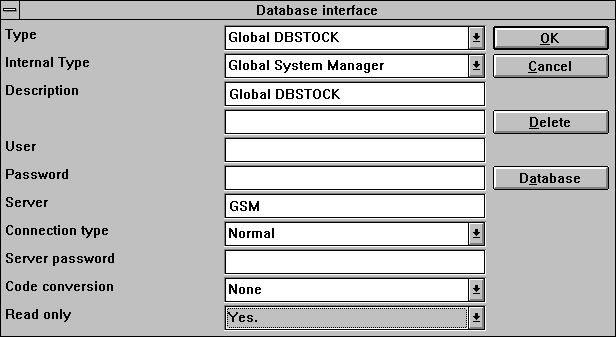 Database interface
Type Global DBSTOCK OK
Internal Type Global System Manager Cancel
Description Global DBSTOCK
Delete
User
Password Database
Server GSM
Connection type Normal
Server password
Code conversion None
Read only Yes.